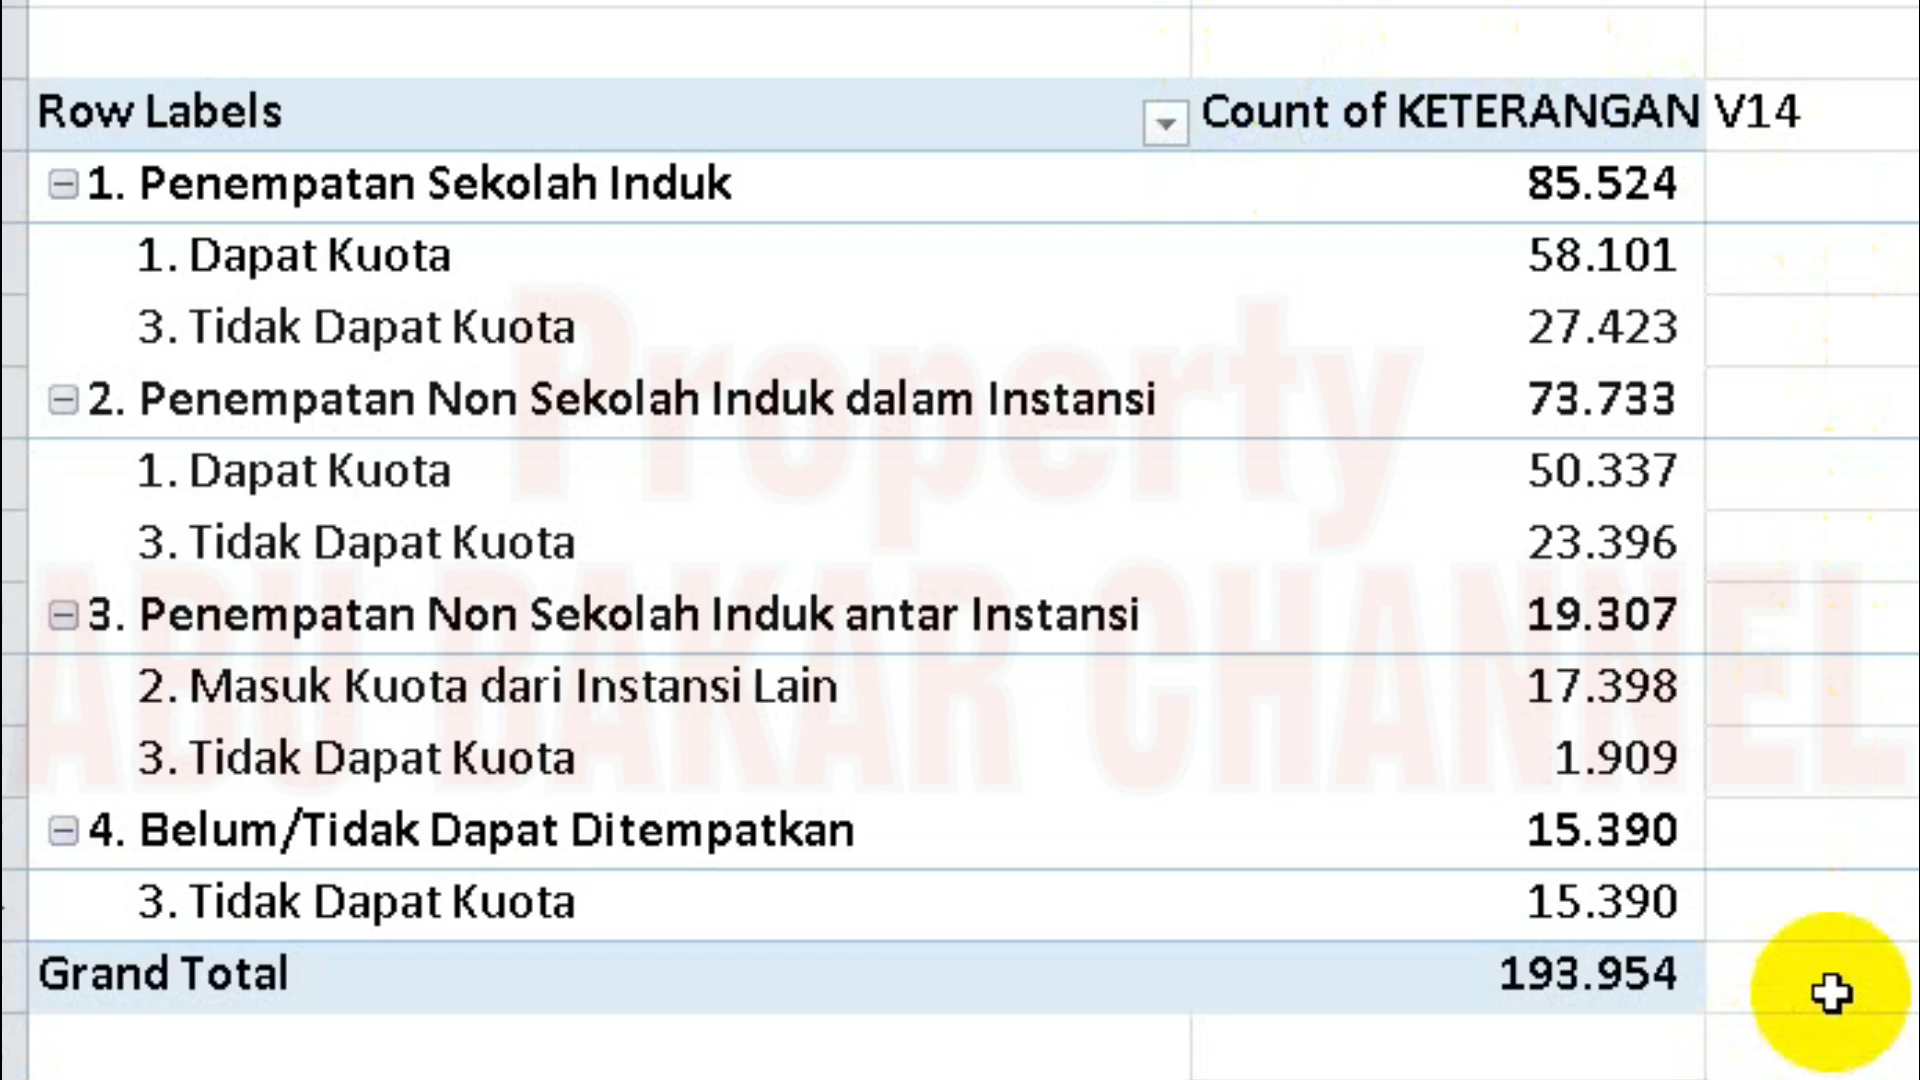 Row Labels Count of KETERANGAN V14
1. Penempatan Sekolah Induk 85.524
1. Dapat Kuota 58.101
3. Tidak Dapat Kuota 27.423
2. Penempatan Non Sekolah Induk dalam Instansi 73.733
1. Dapat Kuota 50.337
3. Tidak Dapat Kuota 23.396
3. Penempatan Non Sekolah Induk antar Instansi 19.307
2. Masuk Kuota dari Instansi Lain 17.398
3. Tidak Dapat Kuota 1.909
4. Belum/Tidak Dapat Ditempatkan 15.390
3. Tidak Dapat Kuota 15.390
Grand Total 193.954
Property
ABU BAKAR CHANNEL